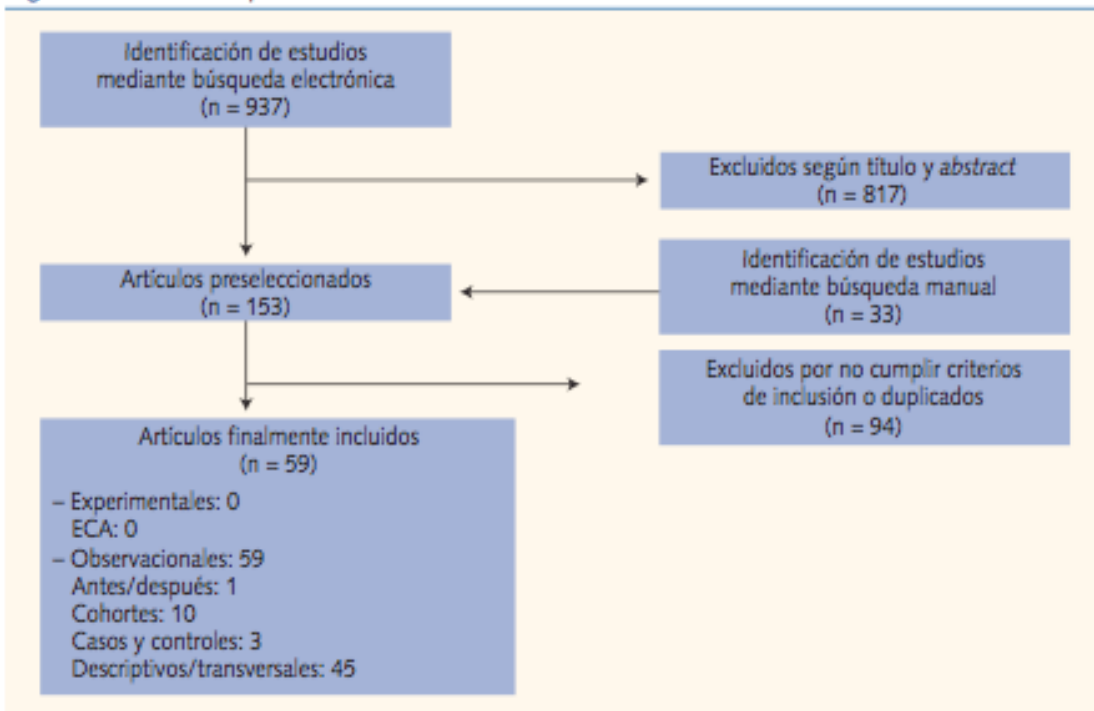 Identificación de estudios
mediante búsqueda electrónica
(n = 937)
Excluidos según título y abstract
(n = 817)
Artículos preseleccionados
(n = 153)
Identificación de estudios
mediante búsqueda manual
(n = 33)
Excluidos por no cumplir criterios
de inclusión o duplicados
(n = 94)
Artículos finalmente incluidos
(n = 59)
– Experimentales: 0
ECA: 0
– Observacionales: 59
Antes/después: 1
Cohortes: 10
Casos y controles: 3
Descriptivos/transversales: 45